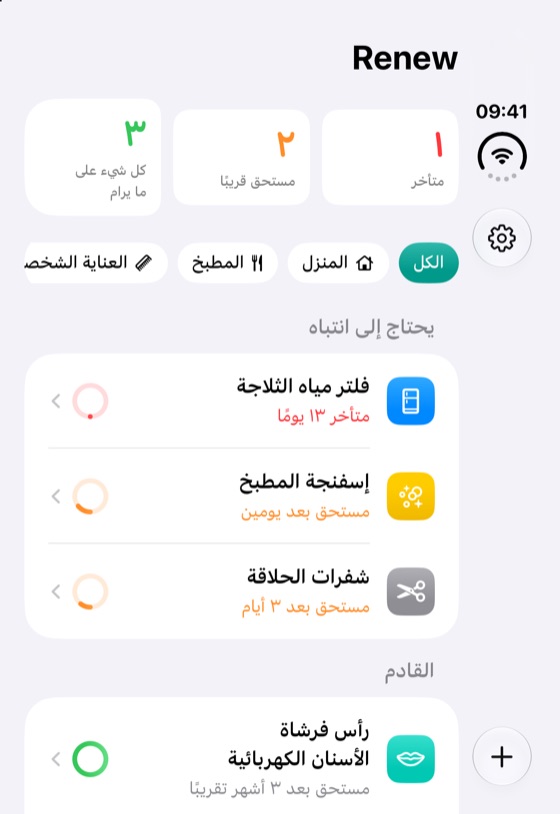 Renew
09:41
١
متأخر
٢
مستحق قريبًا
٣
كل شيء على
ما يرام
الكل
المنزل
المطبخ
العناية الشخص
يحتاج إلى انتباه
فلتر مياه الثلاجة
متأخر ١٣ يومًا
إسفنجة المطبخ
مستحق بعد يومين
شفرات الحلاقة
مستحق بعد ٣ أيام
القادم
رأس فرشاة
الأسنان الكهربائية
مستحق بعد ٣ أشهر تقريبًا